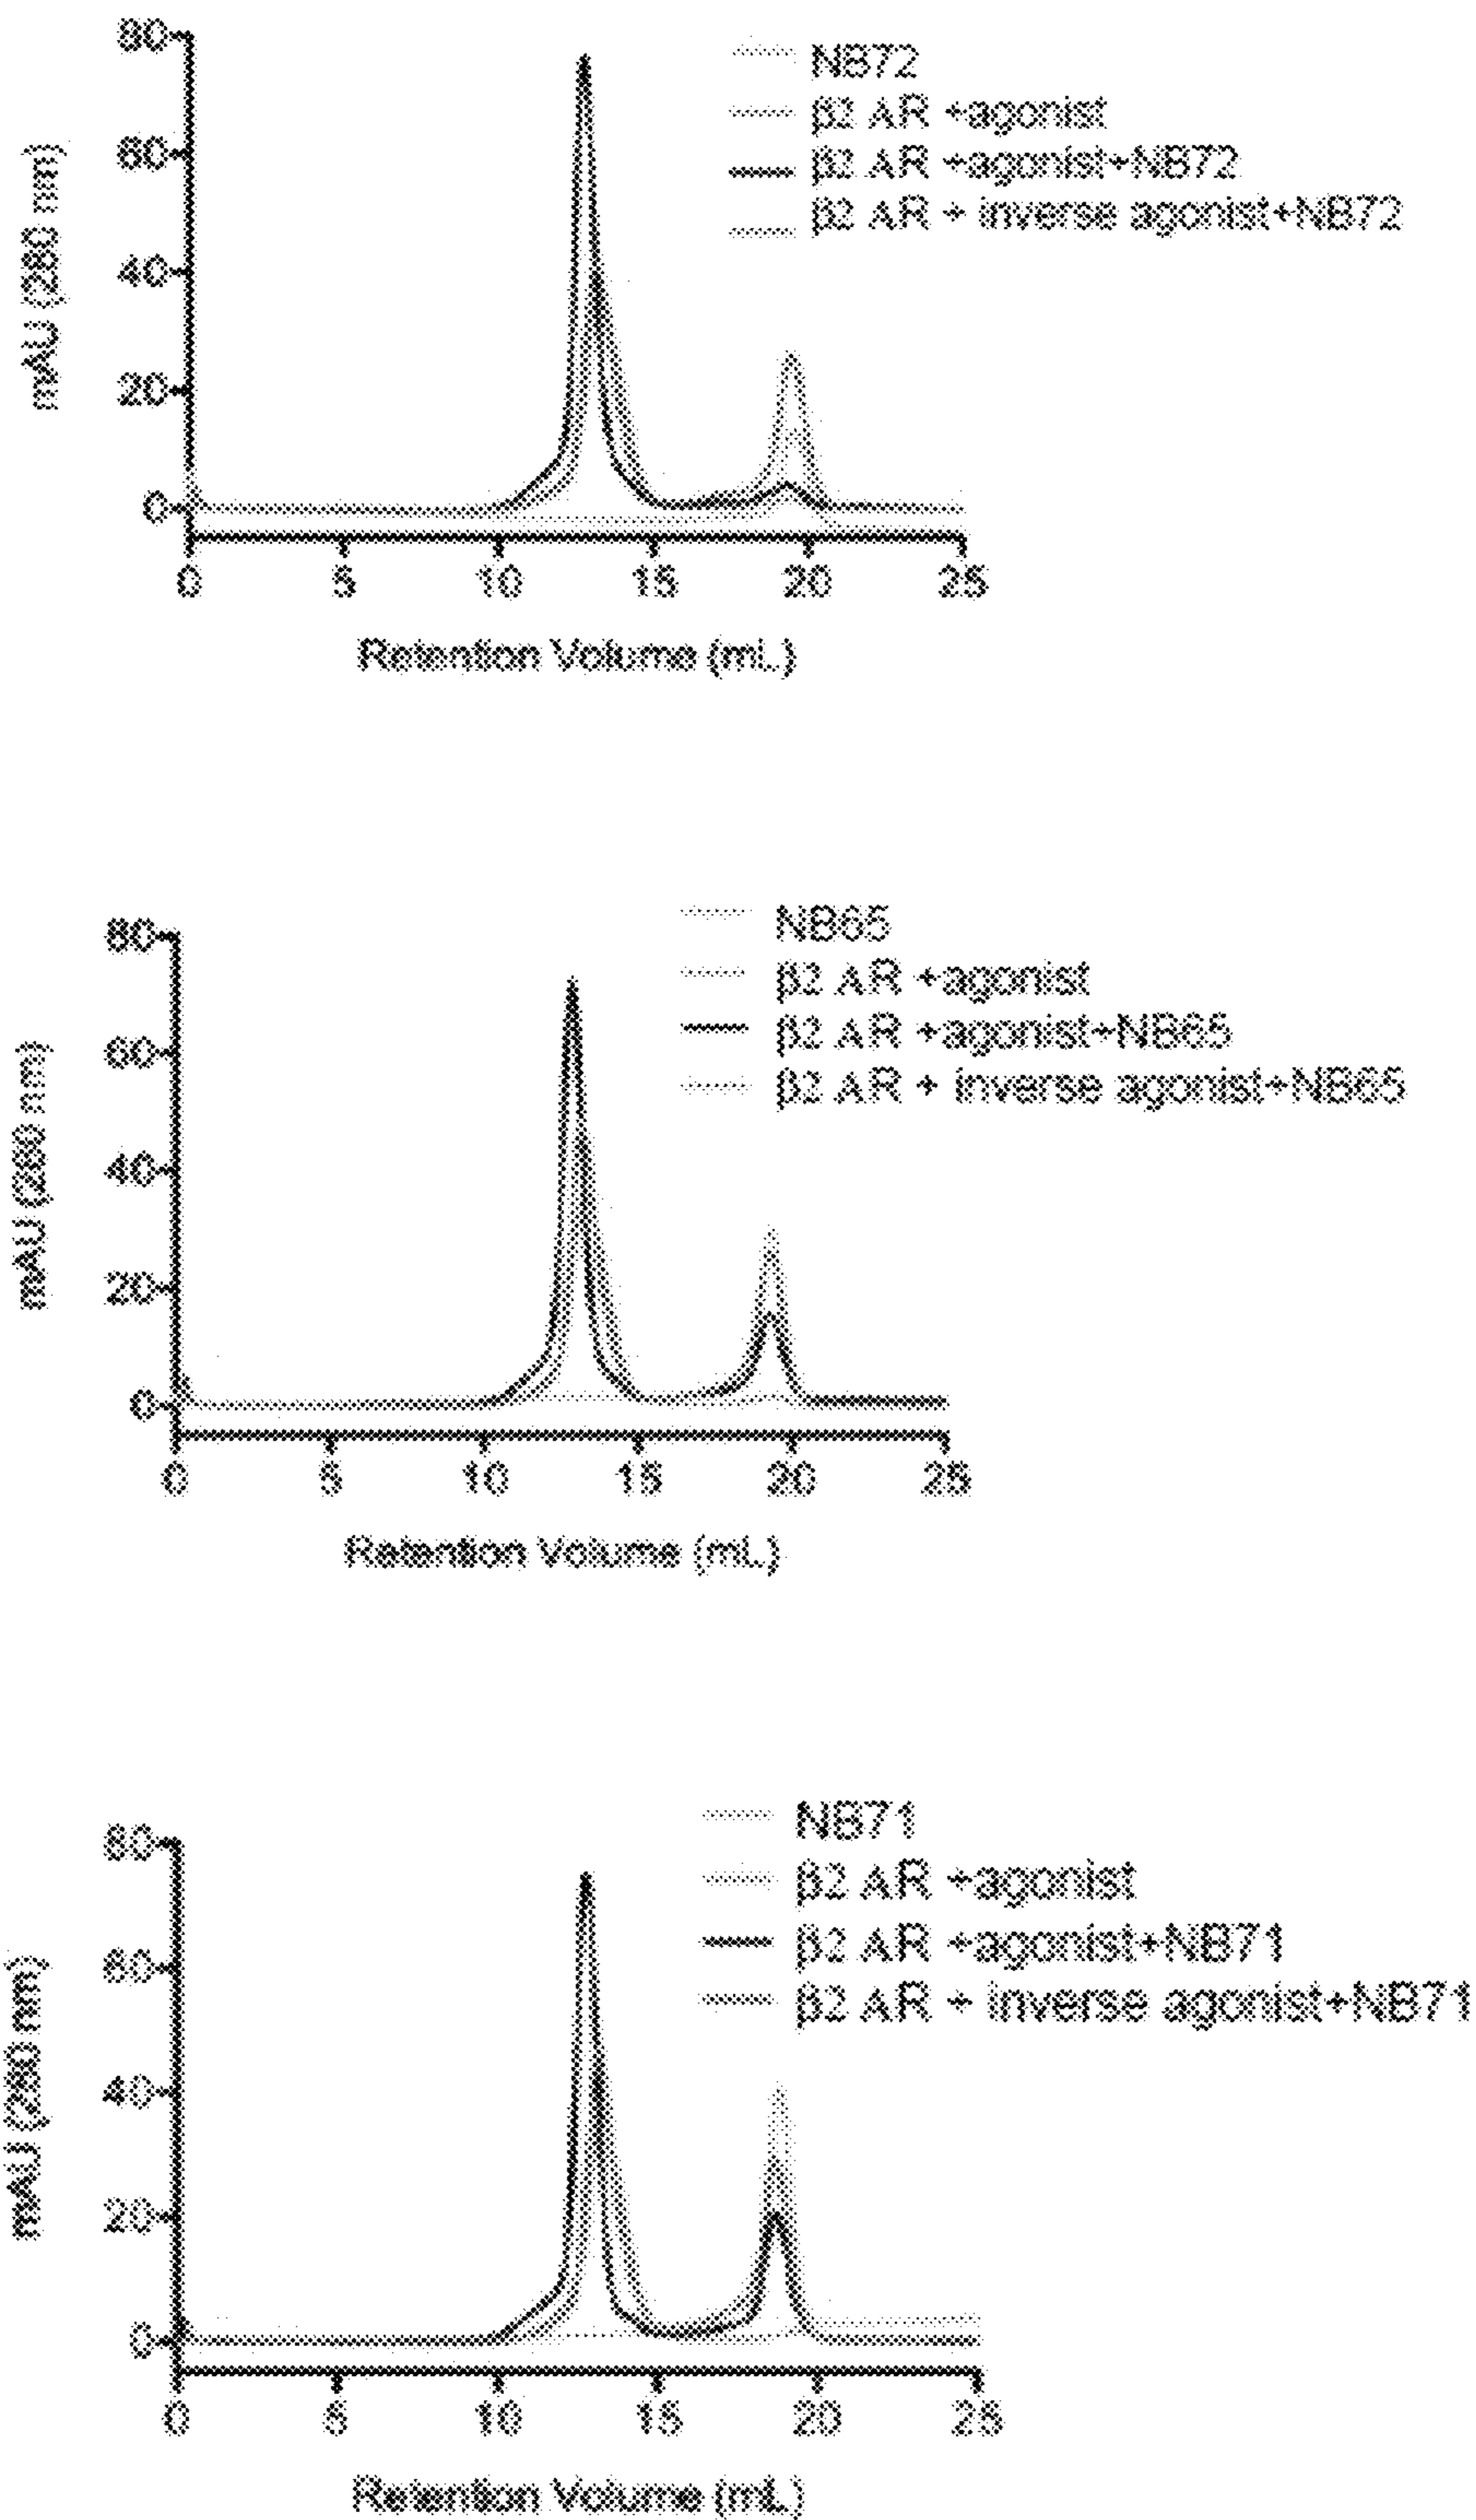 80
60
40
20
0
mAU (280 nm)
NB72
β2 AR +agonist
β2 AR +agonist+NB72
β2 AR + inverse agonist+NB72
0 5 10 15 20 25
Retention Volume (mL)
80
60
40
20
0
mAU (280 nm)
NB65
β2 AR +agonist
β2 AR +agonist+NB65
β2 AR + inverse agonist+NB65
0 5 10 15 20 25
Retention Volume (mL)
80
60
40
20
0
mAU (280 nm)
NB71
β2 AR +agonist
β2 AR +agonist+NB71
β2 AR + inverse agonist+NB71
0 5 10 15 20 25
Retention Volume (mL)